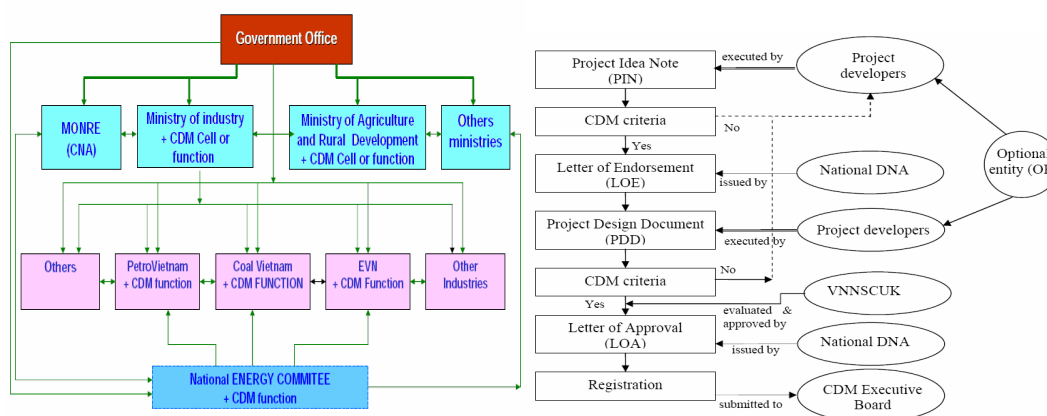 Government Office
MONRE
(CNA)
Ministry of industry
+ CDM Cell or
function
Ministry of Agriculture
and Rural Development
+ CDM Cell or function
Others
ministries
Others
PetroVietnam
+ CDM function
Coal Vietnam
+ CDM FUNCTION
EVN
+ CDM Function
Other
Industries
National ENERGY COMMITEE
+ CDM function
Project Idea Note
(PIN)
executed by
Project
developers
CDM criteria
No
Yes
Optional
entity (OE
Letter of Endorsement
(LOE)
issued by
National DNA
Project Design Document
(PDD)
executed by
Project developers
CDM criteria
No
Yes
evaluated &
approved by
VNNSCUK
Letter of Approval
(LOA)
issued by
National DNA
Registration
submitted to
CDM Executive
Board